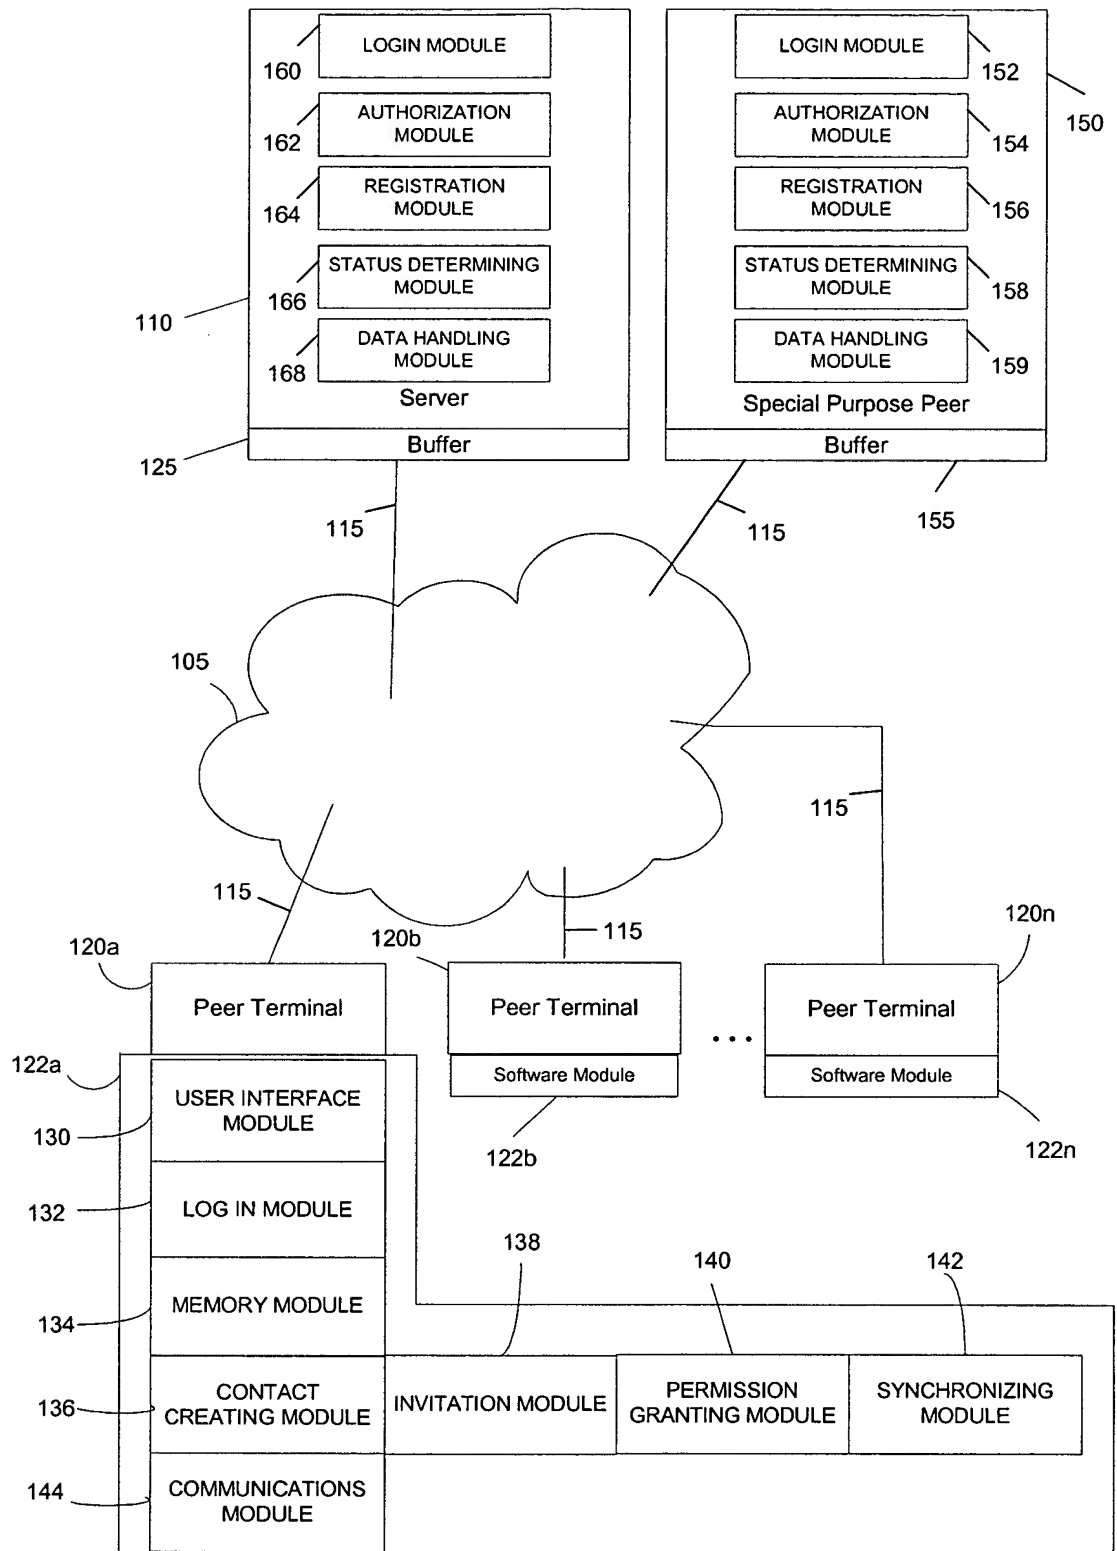 LOGIN MODULE
160
AUTHORIZATION
MODULE
162
REGISTRATION
MODULE
164
STATUS DETERMINING
MODULE
166
110
DATA HANDLING
MODULE
168
Server
Buffer
125
LOGIN MODULE
152
150
AUTHORIZATION
MODULE
154
REGISTRATION
MODULE
156
STATUS DETERMINING
MODULE
158
DATA HANDLING
MODULE
159
Special Purpose Peer
Buffer
155
115
115
105
115
115
115
120a
Peer Terminal
120b
Peer Terminal
Software Module
122b
...
120n
Peer Terminal
Software Module
122n
122a
USER INTERFACE
MODULE
130
LOG IN MODULE
132
MEMORY MODULE
134
CONTACT
CREATING MODULE
136
138
INVITATION MODULE
140
PERMISSION
GRANTING MODULE
142
SYNCHRONIZING
MODULE
COMMUNICATIONS
MODULE
144